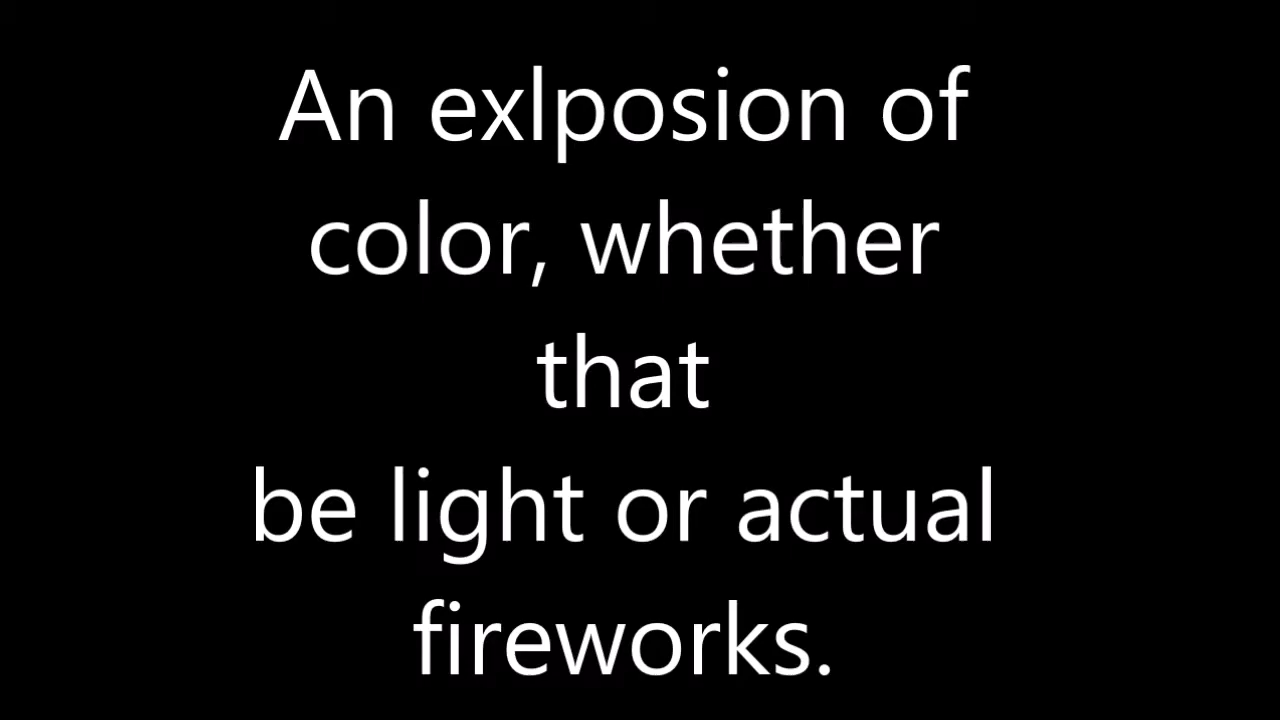 An exlposion of
color, whether
that
be light or actual
fireworks.